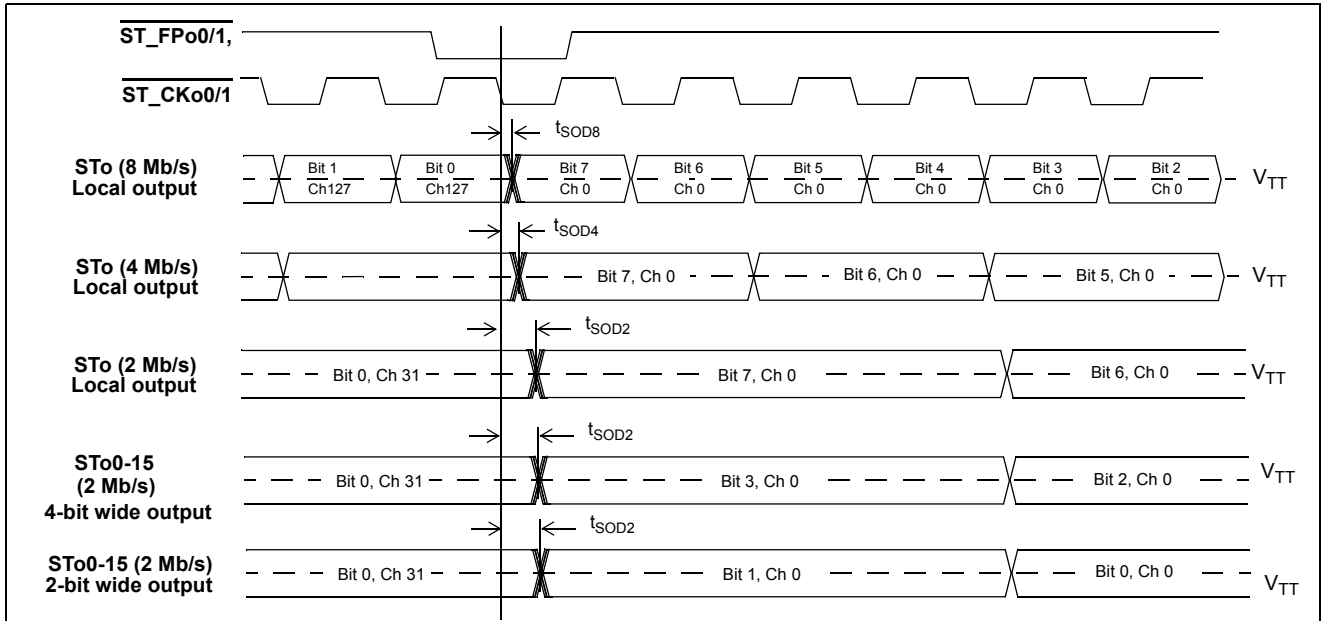 ST_FPo0/1,
ST_CKo0/1
tSOD8
STo (8 Mb/s)
Local output
Bit 1
Ch127
Bit 0
Ch127
Bit 7
Ch 0
Bit 6
Ch 0
Bit 5
Ch 0
Bit 4
Ch 0
Bit 3
Ch 0
Bit 2
Ch 0
VTT
tSOD4
STo (4 Mb/s)
Local output
Bit 7, Ch 0
Bit 6, Ch 0
Bit 5, Ch 0
VTT
tSOD2
STo (2 Mb/s)
Local output
Bit 0, Ch 31
Bit 7, Ch 0
Bit 6, Ch 0
VTT
tSOD2
STo0-15
(2 Mb/s)
4-bit wide output
Bit 0, Ch 31
Bit 3, Ch 0
Bit 2, Ch 0
VTT
tSOD2
STo0-15 (2 Mb/s)
2-bit wide output
Bit 0, Ch 31
Bit 1, Ch 0
Bit 0, Ch 0
VTT